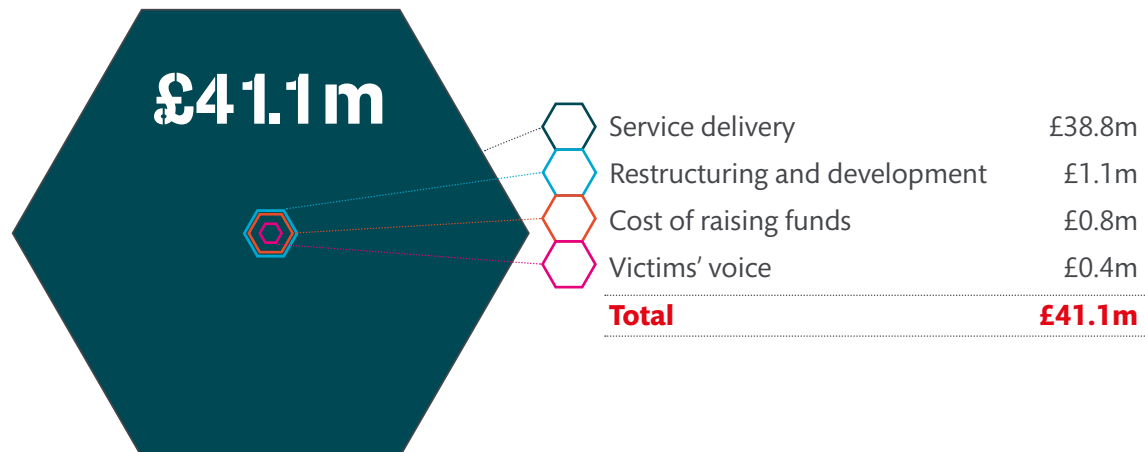 £41.1m
Service delivery £38.8m
Restructuring and development £1.1m
Cost of raising funds £0.8m
Victims’ voice £0.4m
Total £41.1m